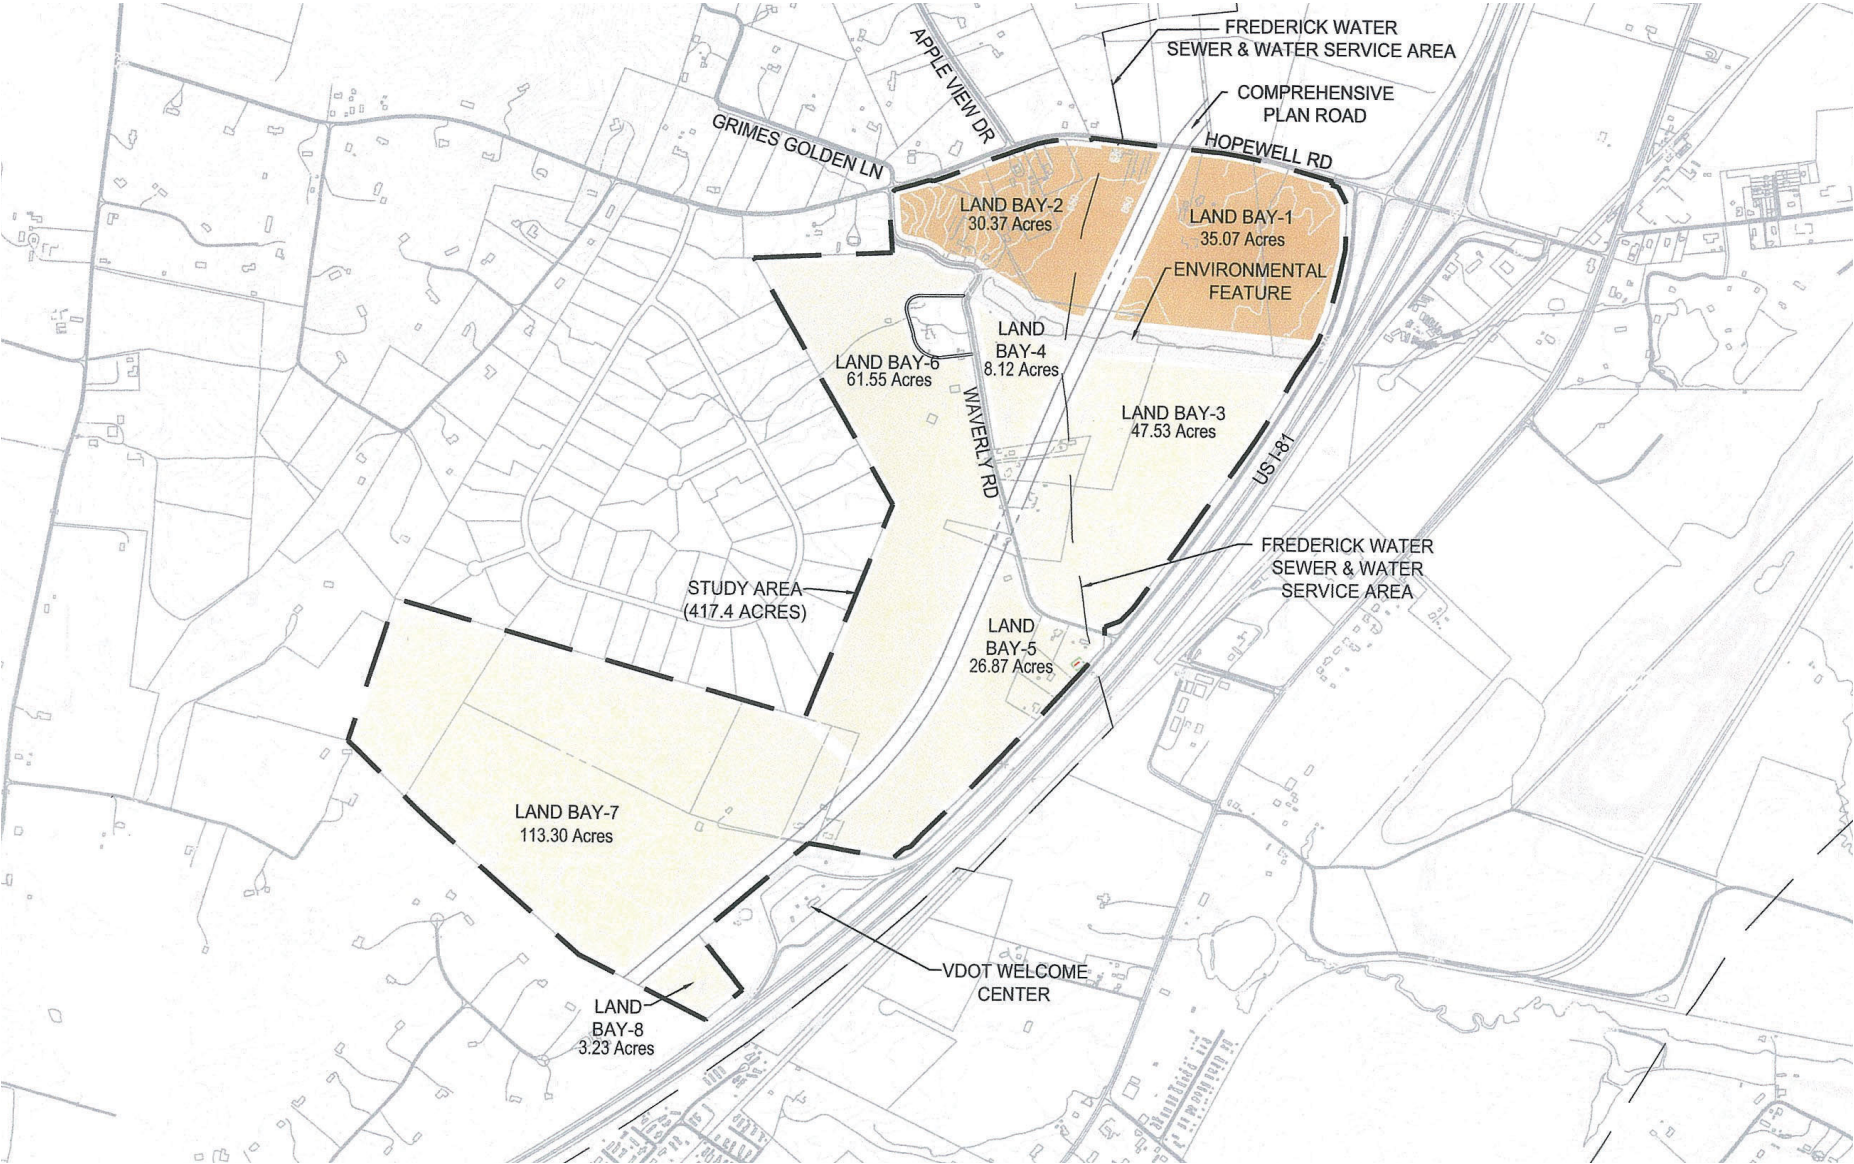 FREDERICK WATER
SEWER & WATER SERVICE AREA
APPLE VIEW DR
COMPREHENSIVE
PLAN ROAD
GRIMES GOLDEN LN
HOPEWELL RD
LAND BAY-2
30.37 Acres
LAND BAY-1
35.07 Acres
ENVIRONMENTAL
FEATURE
LAND
BAY-4
8.12 Acres
LAND BAY-6
61.55 Acres
WAVERLY RD
LAND BAY-3
47.53 Acres
US I-81
FREDERICK WATER
SEWER & WATER
SERVICE AREA
STUDY AREA
(417.4 ACRES)
LAND
BAY-5
26.87 Acres
LAND BAY-7
113.30 Acres
VDOT WELCOME
CENTER
LAND
BAY-8
3.23 Acres